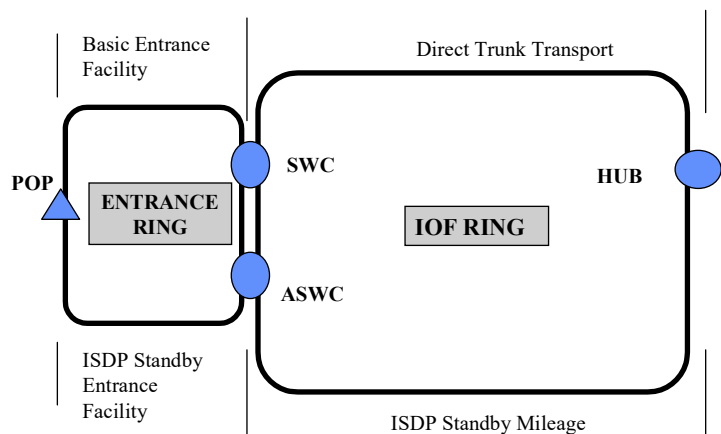 Basic Entrance
Facility
Direct Trunk Transport
SWC
POP
HUB
ENTRANCE
RING
IOF RING
ASWC
ISDP Standby
Entrance
Facility
ISDP Standby Mileage